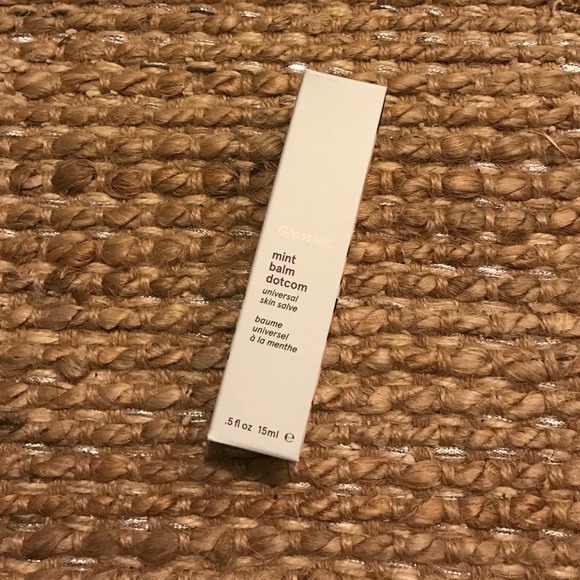 Glossier.
mint
balm
dotcom
universal
skin salve
baume
universel
à la menthe
.5 fl oz 15ml ℮